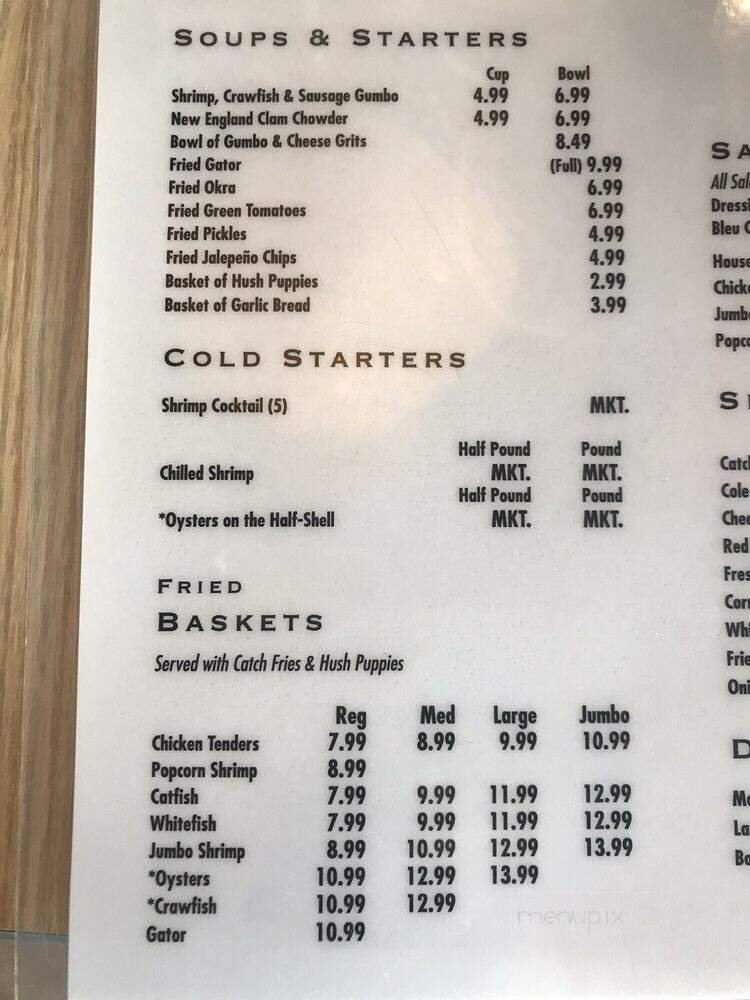 SOUPS & STARTERS
Cup Bowl
Shrimp, Crawfish & Sausage Gumbo 4.99 6.99
New England Clam Chowder 4.99 6.99
Bowl of Gumbo & Cheese Grits 8.49
Fried Gator (Full) 9.99
Fried Okra 6.99
Fried Green Tomatoes 6.99
Fried Pickles 4.99
Fried Jalepeño Chips 4.99
Basket of Hush Puppies 2.99
Basket of Garlic Bread 3.99
COLD STARTERS
Shrimp Cocktail (5) MKT.
Half Pound Pound
Chilled Shrimp MKT. MKT.
Half Pound Pound
*Oysters on the Half-Shell MKT. MKT.
FRIED
BASKETS
Served with Catch Fries & Hush Puppies
Reg Med Large Jumbo
Chicken Tenders 7.99 8.99 9.99 10.99
Popcorn Shrimp 8.99
Catfish 7.99 9.99 11.99 12.99
Whitefish 7.99 9.99 11.99 12.99
Jumbo Shrimp 8.99 10.99 12.99 13.99
*Oysters 10.99 12.99 13.99
*Crawfish 10.99 12.99
Gator 10.99
All
House
Cole
Red
menupix